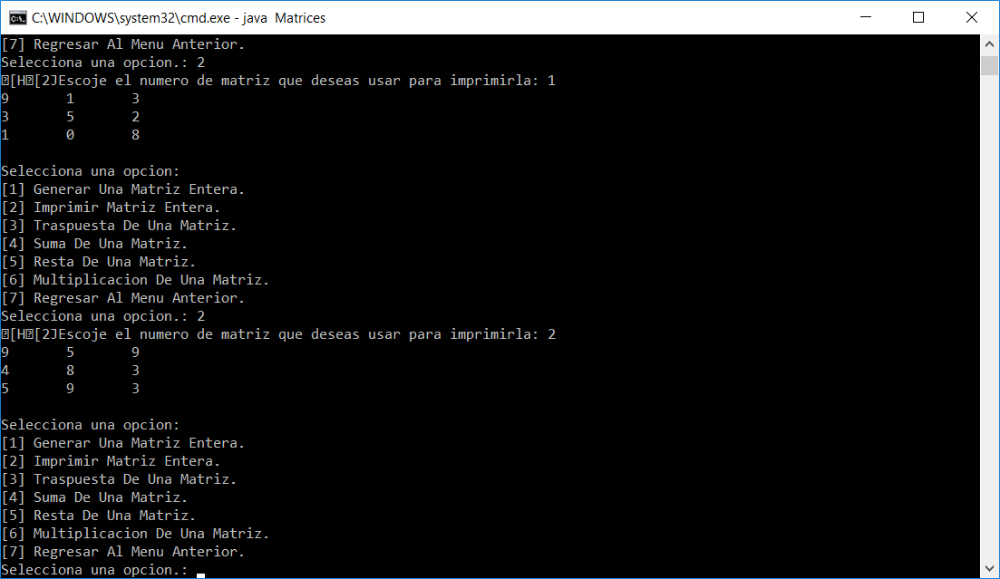 C:\WINDOWS\system32\cmd.exe - java  Matrices
[7] Regresar Al Menu Anterior.
Selecciona una opcion.: 2
[H[2JEscoje el numero de matriz que deseas usar para imprimirla: 1
9       1       3
3       5       2
1       0       8
Selecciona una opcion:
[1] Generar Una Matriz Entera.
[2] Imprimir Matriz Entera.
[3] Traspuesta De Una Matriz.
[4] Suma De Una Matriz.
[5] Resta De Una Matriz.
[6] Multiplicacion De Una Matriz.
[7] Regresar Al Menu Anterior.
Selecciona una opcion.: 2
[H[2JEscoje el numero de matriz que deseas usar para imprimirla: 2
9       5       9
4       8       3
5       9       3
Selecciona una opcion:
[1] Generar Una Matriz Entera.
[2] Imprimir Matriz Entera.
[3] Traspuesta De Una Matriz.
[4] Suma De Una Matriz.
[5] Resta De Una Matriz.
[6] Multiplicacion De Una Matriz.
[7] Regresar Al Menu Anterior.
Selecciona una opcion.: